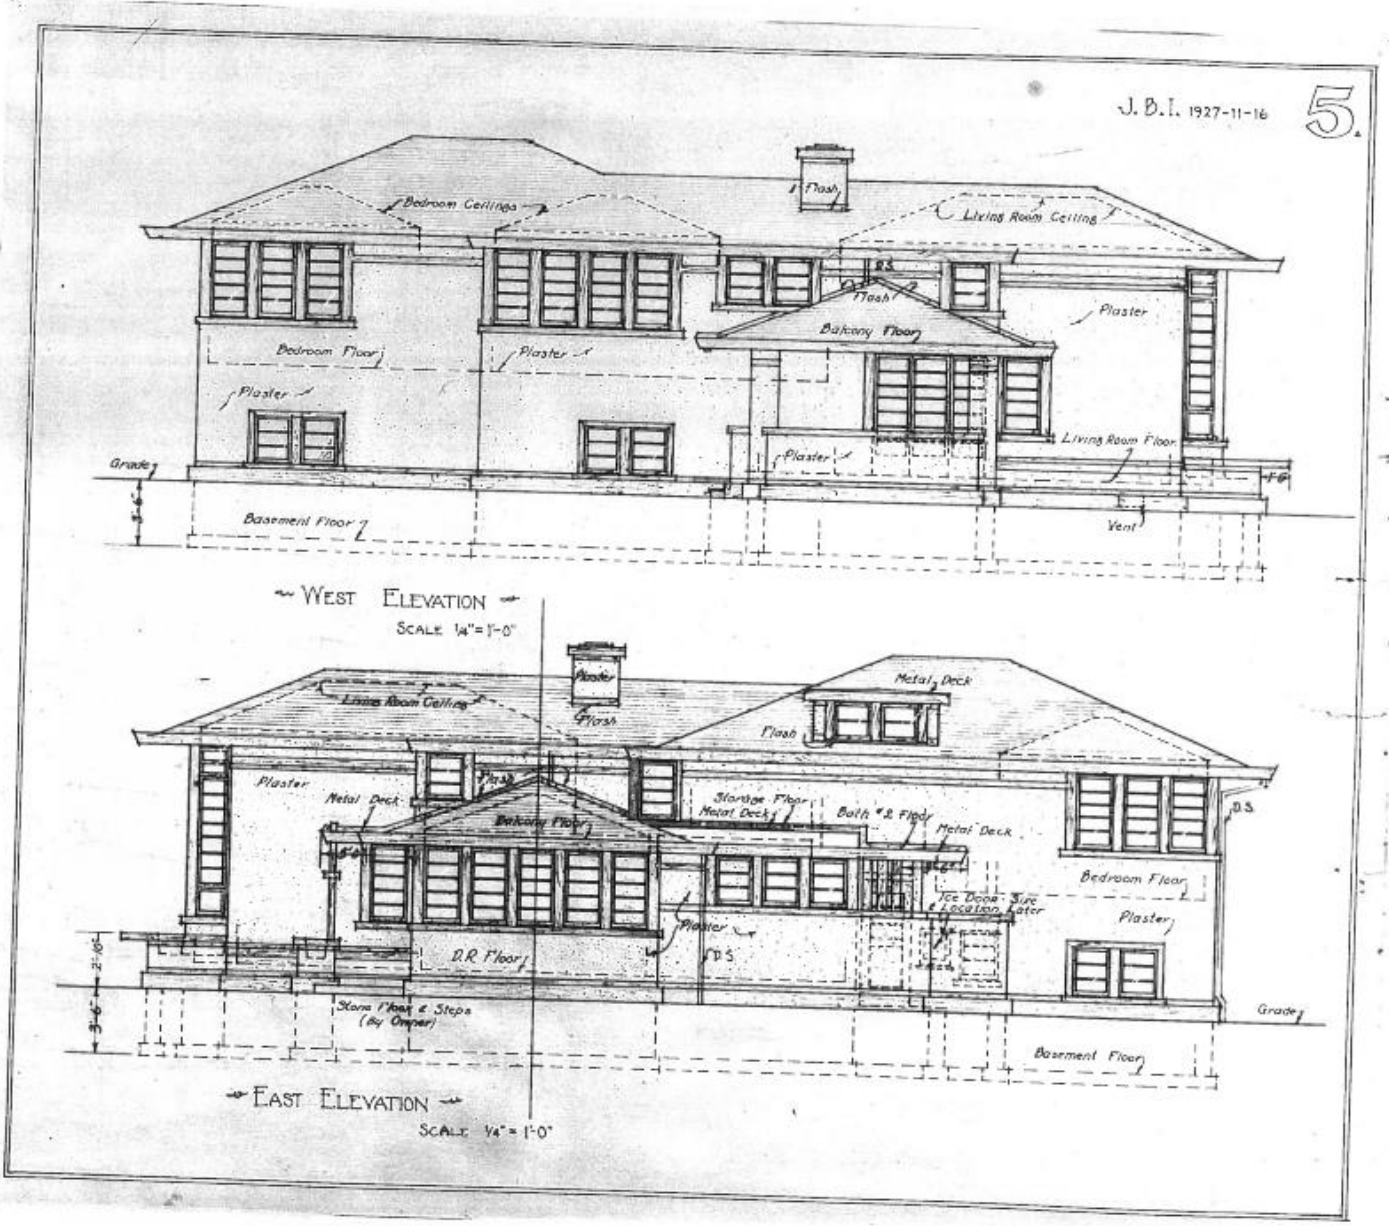 J.B.I. 1927-11-16
5.
Flash
Bedroom Ceilings
Living Room Ceiling
D.S.
Flash
Plaster
Balcony Floor
Bedroom Floor
Plaster
Plaster
Living Room Floor
Plaster
Grade
1'-6"
3'-6"
Basement Floor
Vent
WEST ELEVATION
SCALE 1/4" = 1'-0"
Plaster
Metal Deck
Living Room Ceiling
Flash
Flash
Plaster
Flash
Storage Floor
Metal Deck
Metal Deck
Bath #2 Floor
D.S.
Balcony Floor
Metal Deck
Bedroom Floor
Ice Door Size
& Location Later
Plaster
Plaster
2'-10"
D.R. Floor
D.S.
3'-6"
Stone Floor & Steps
(By Owner)
Grade
Basement Floor
EAST ELEVATION
SCALE 1/4" = 1'-0"